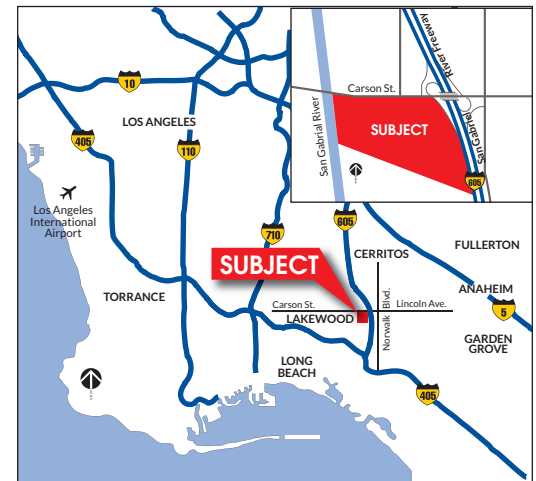 10
LOS ANGELES
405
110
Los Angeles
International
Airport
710
605
SUBJECT
CERRITOS
FULLERTON
TORRANCE
Carson St.
LAKEWOOD
Norwalk Blvd.
Lincoln Ave.
ANAHEIM
5
GARDEN
GROVE
LONG
BEACH
405
San Gabrial River
Carson St.
SUBJECT
San Gabriel River Freeway
605